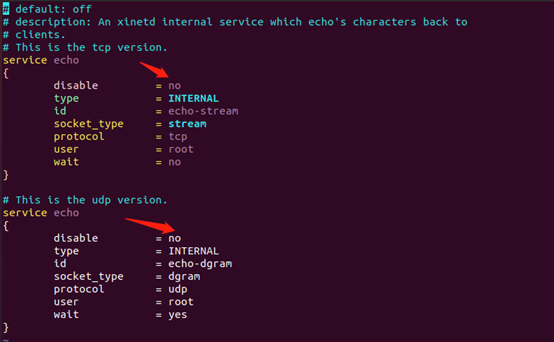 # default: off
# description: An xinetd internal service which echo's characters back to
# clients.
# This is the tcp version.
service echo
{
disable = no
type = INTERNAL
id = echo-stream
socket_type = stream
protocol = tcp
user = root
wait = no
}
# This is the udp version.
service echo
{
disable = no
type = INTERNAL
id = echo-dgram
socket_type = dgram
protocol = udp
user = root
wait = yes
}
~